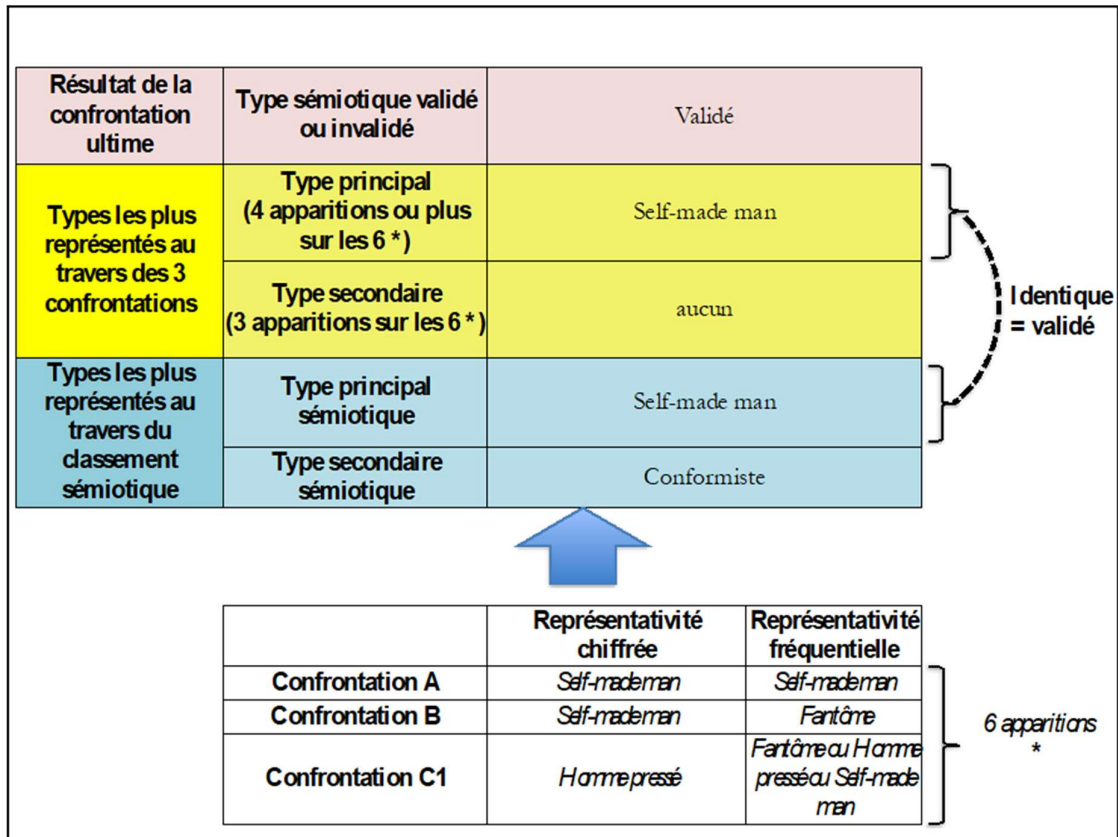 Résultat de la
confrontation
ultime
Type sémiotique validé
ou invalidé
Validé
Types les plus
représentés au
travers des 3
confrontations
Type principal
(4 apparitions ou plus
sur les 6 *)
Self-made man
Type secondaire
(3 apparitions sur les 6 *)
aucun
Identique
= validé
Types les plus
représentés au
travers du
classement
sémiotique
Type principal
sémiotique
Self-made man
Type secondaire
sémiotique
Conformiste
Représentativité
chiffrée
Représentativité
fréquentielle
Confrontation A
Self-made man
Self-made man
Confrontation B
Self-made man
Fantôme
Confrontation C1
Homme pressé
Fantôme ou Homme
pressé ou Self-made
man
6 apparitions
*